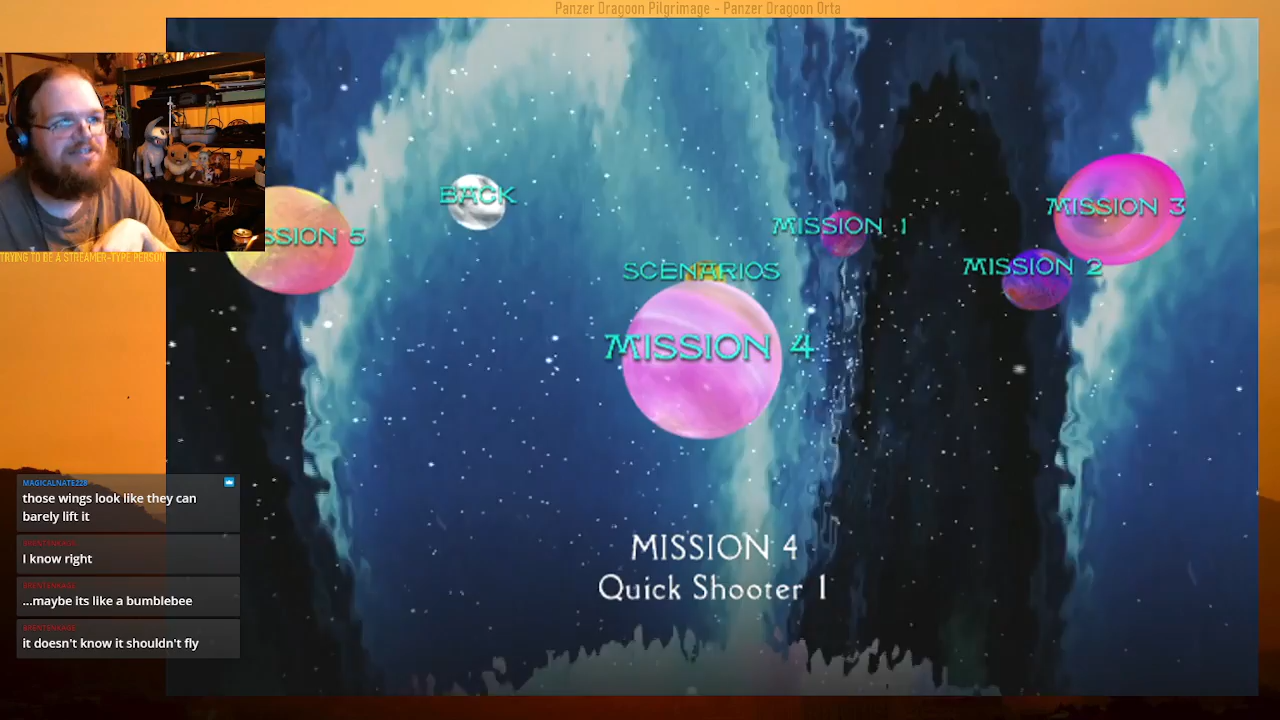 Panzer Dragoon Pilgrimage - Panzer Dragoon Orta
BACK
MISSION 1
MISSION 3
SSION 5
MISSION 2
SCENARIOS
MISSION 4
TRYING TO BE A STREAMER-TYPE PERSON
MAGICALNATE228
those wings look like they can
barely lift it
I know right
...maybe its like a bumblebee
it doesn't know it shouldn't fly
MISSION 4
Quick Shooter 1